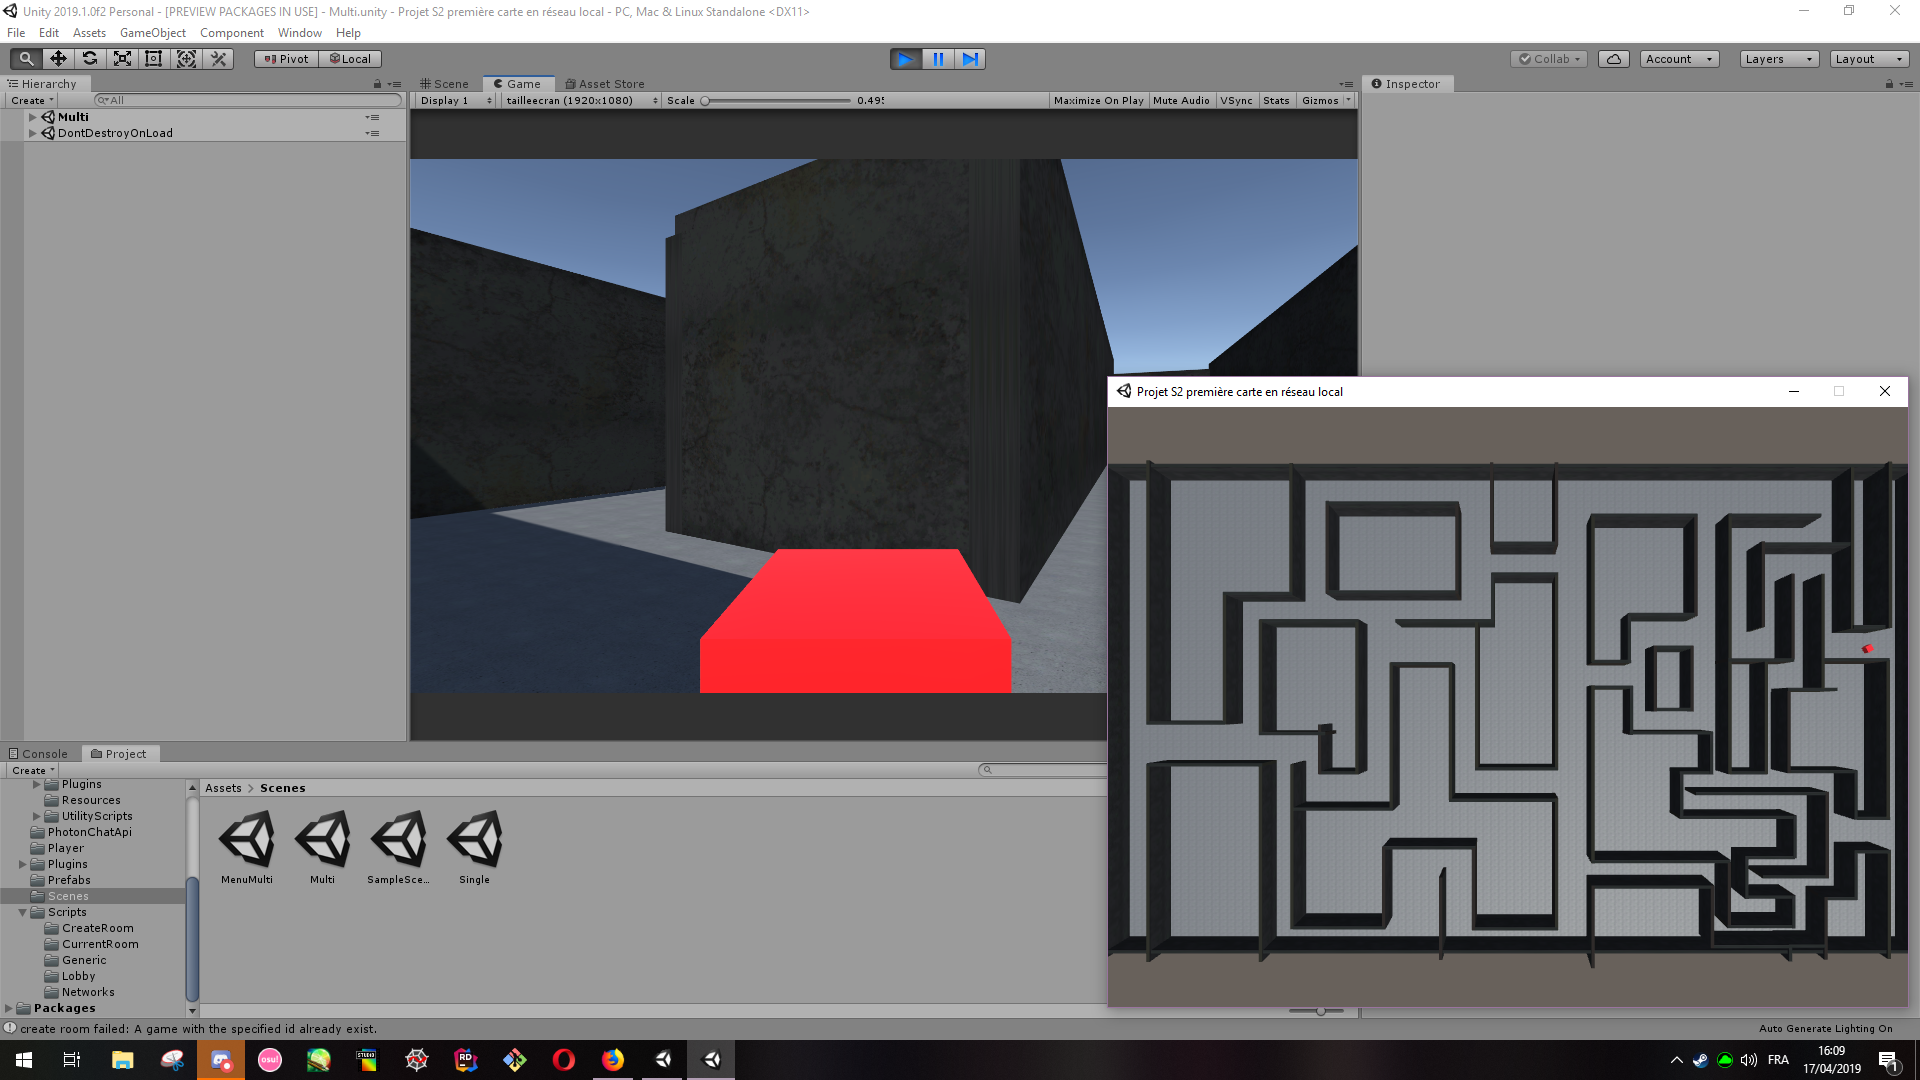 Unity 2019.1.0f2 Personal - [PREVIEW PACKAGES IN USE] - Multi.unity - Projet S2 première carte en réseau local - PC, Mac & Linux Standalone <DX11>
File Edit Assets GameObject Component Window Help
Pivot Local Collab Account Layers Layout
Hierarchy Scene Game Asset Store Inspector
Create All Display 1 tailleecran (1920x1080) Scale 0.49 Maximize On Play Mute Audio VSync Stats Gizmos
Multi
DontDestroyOnLoad
Projet S2 première carte en réseau local
Console Project
Create
Plugins
Resources
UtilityScripts
PhotonChatApi
Player
Plugins
Prefabs
Scenes
Scripts
CreateRoom
CurrentRoom
Generic
Lobby
Networks
Packages
Assets > Scenes
MenuMulti Multi SampleSce... Single
create room failed: A game with the specified id already exist.
Auto Generate Lighting On
osu! STUDIO RD
FRA
16:09
17/04/2019
1